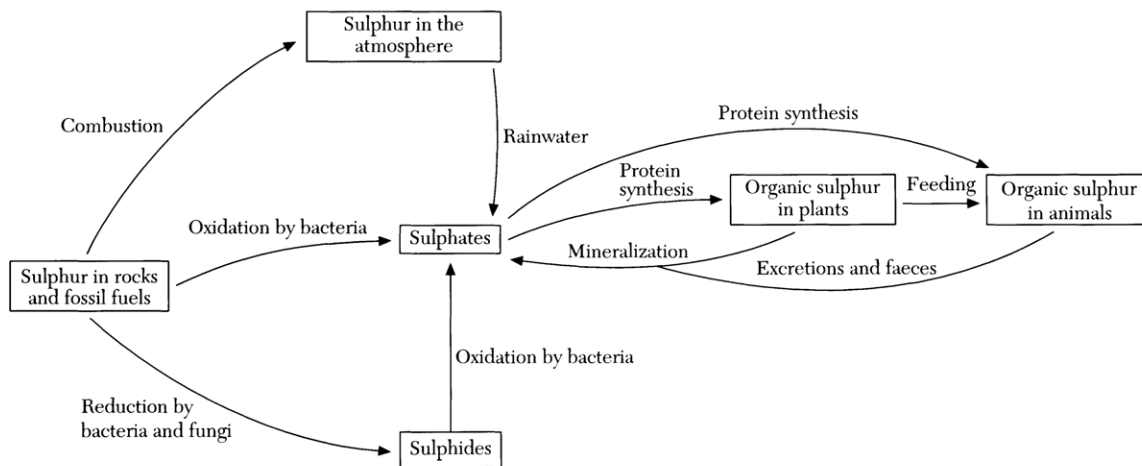 Sulphur in the
atmosphere
Combustion
Rainwater
Protein synthesis
Protein
synthesis
Organic sulphur
in plants
Feeding
Organic sulphur
in animals
Oxidation by bacteria
Sulphates
Mineralization
Excretions and faeces
Sulphur in rocks
and fossil fuels
Oxidation by bacteria
Reduction by
bacteria and fungi
Sulphides